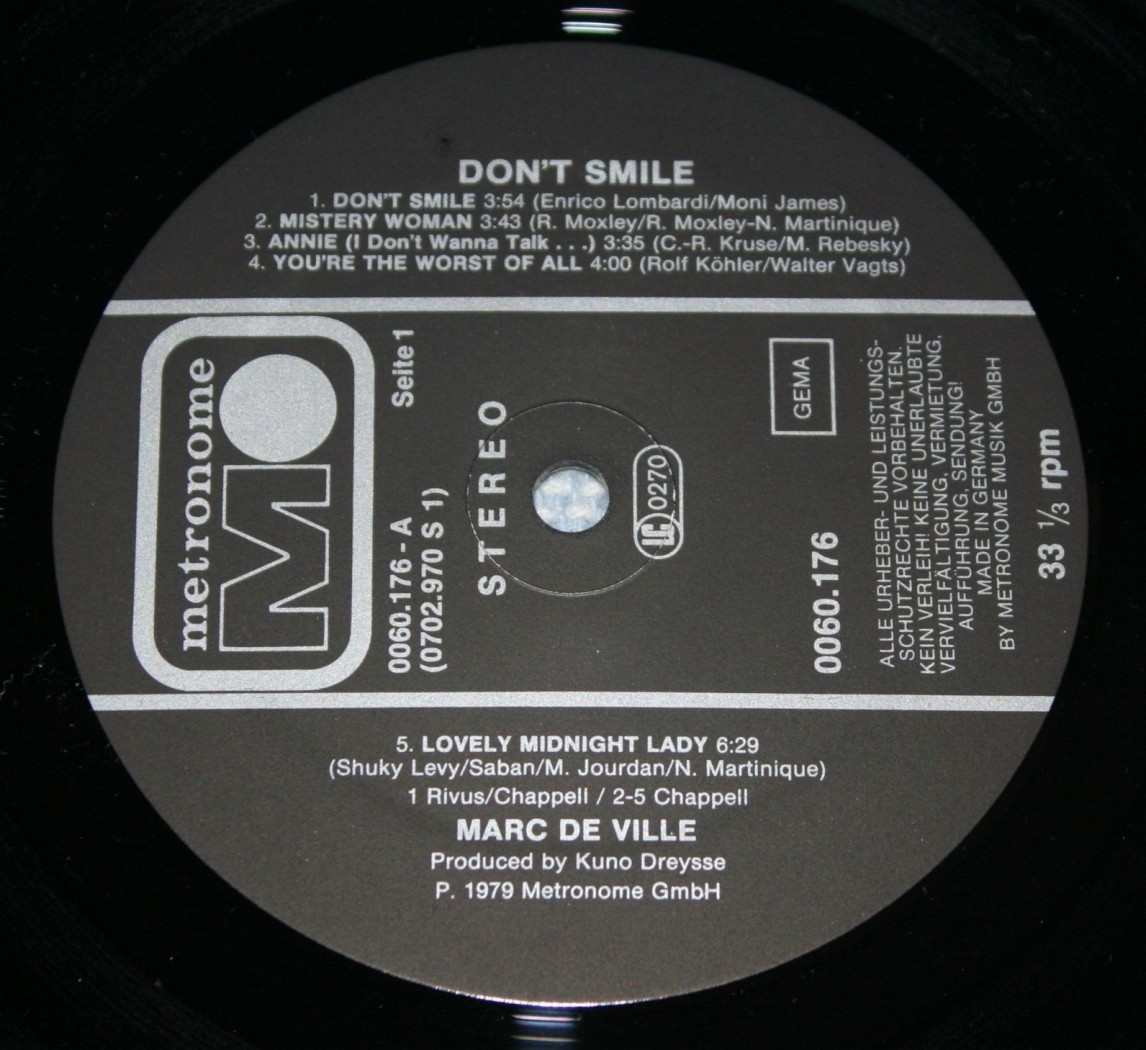 DON'T SMILE
1. DON'T SMILE 3:54 (Enrico Lombardi/Moni James)
2. MISTERY WOMAN 3:43 (R. Moxley/R. Moxley-N. Martinique)
3. ANNIE (I Don't Wanna Talk . . .) 3:35 (C.-R. Kruse/M. Rebesky)
4. YOU'RE THE WORST OF ALL 4:00 (Rolf Köhler/Walter Vagts)
metronome
M
Seite 1
0060.176 - A
(0702.970 S 1)
STEREO
LC 0270
GEMA
0060.176
ALLE URHEBER- UND LEISTUNGS-
SCHUTZRECHTE VORBEHALTEN.
KEIN VERLEIH! KEINE UNERLAUBTE
VERVIELFÄLTIGUNG, VERMIETUNG,
AUFFÜHRUNG, SENDUNG!
MADE IN GERMANY
BY METRONOME MUSIK GMBH
33 1/3 rpm
5. LOVELY MIDNIGHT LADY 6:29
(Shuky Levy/Saban/M. Jourdan/N. Martinique)
1 Rivus/Chappell / 2-5 Chappell
MARC DE VILLE
Produced by Kuno Dreysse
P. 1979 Metronome GmbH